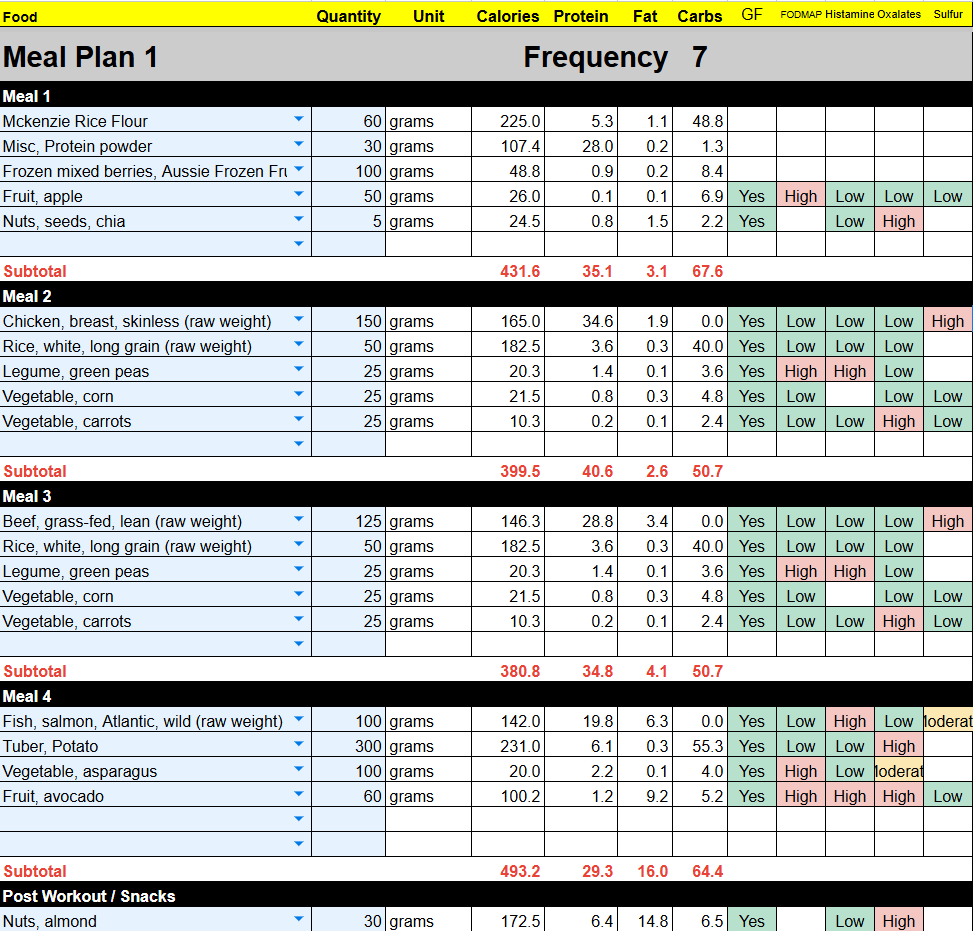 Food Quantity Unit Calories Protein Fat Carbs GF FODMAP Histamine Oxalates Sulfur
Meal Plan 1 Frequency 7
Meal 1
Mckenzie Rice Flour 60 grams 225.0 5.3 1.1 48.8
Misc, Protein powder 30 grams 107.4 28.0 0.2 1.3
Frozen mixed berries, Aussie Frozen Fru 100 grams 48.8 0.9 0.2 8.4
Fruit, apple 50 grams 26.0 0.1 0.1 6.9 Yes High Low Low Low
Nuts, seeds, chia 5 grams 24.5 0.8 1.5 2.2 Yes Low High
Subtotal 431.6 35.1 3.1 67.6
Meal 2
Chicken, breast, skinless (raw weight) 150 grams 165.0 34.6 1.9 0.0 Yes Low Low Low High
Rice, white, long grain (raw weight) 50 grams 182.5 3.6 0.3 40.0 Yes Low Low Low
Legume, green peas 25 grams 20.3 1.4 0.1 3.6 Yes High High Low
Vegetable, corn 25 grams 21.5 0.8 0.3 4.8 Yes Low Low Low
Vegetable, carrots 25 grams 10.3 0.2 0.1 2.4 Yes Low Low High Low
Subtotal 399.5 40.6 2.6 50.7
Meal 3
Beef, grass-fed, lean (raw weight) 125 grams 146.3 28.8 3.4 0.0 Yes Low Low Low High
Rice, white, long grain (raw weight) 50 grams 182.5 3.6 0.3 40.0 Yes Low Low Low
Legume, green peas 25 grams 20.3 1.4 0.1 3.6 Yes High High Low
Vegetable, corn 25 grams 21.5 0.8 0.3 4.8 Yes Low Low Low
Vegetable, carrots 25 grams 10.3 0.2 0.1 2.4 Yes Low Low High Low
Subtotal 380.8 34.8 4.1 50.7
Meal 4
Fish, salmon, Atlantic, wild (raw weight) 100 grams 142.0 19.8 6.3 0.0 Yes Low High Low loderat
Tuber, Potato 300 grams 231.0 6.1 0.3 55.3 Yes Low Low High
Vegetable, asparagus 100 grams 20.0 2.2 0.1 4.0 Yes High Low loderat
Fruit, avocado 60 grams 100.2 1.2 9.2 5.2 Yes High High High Low
Subtotal 493.2 29.3 16.0 64.4
Post Workout / Snacks
Nuts, almond 30 grams 172.5 6.4 14.8 6.5 Yes Low High